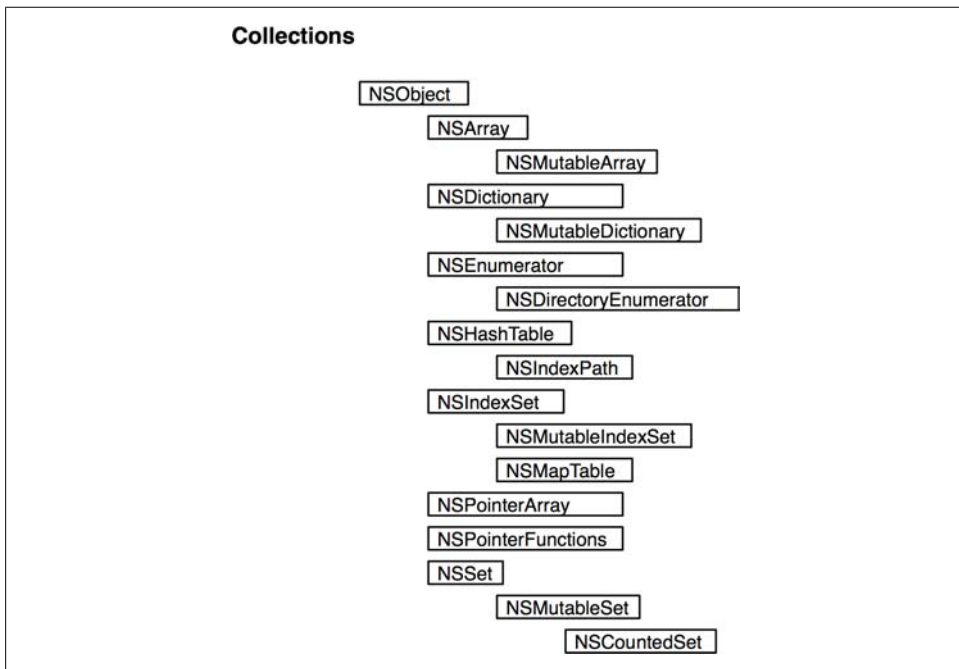 Collections
NSObject
NSArray
NSMutableArray
NSDictionary
NSMutableDictionary
NSEnumerator
NSDirectoryEnumerator
NSHashTable
NSIndexPath
NSIndexSet
NSMutableIndexSet
NSMapTable
NSPointerArray
NSPointerFunctions
NSSet
NSMutableSet
NSCountedSet